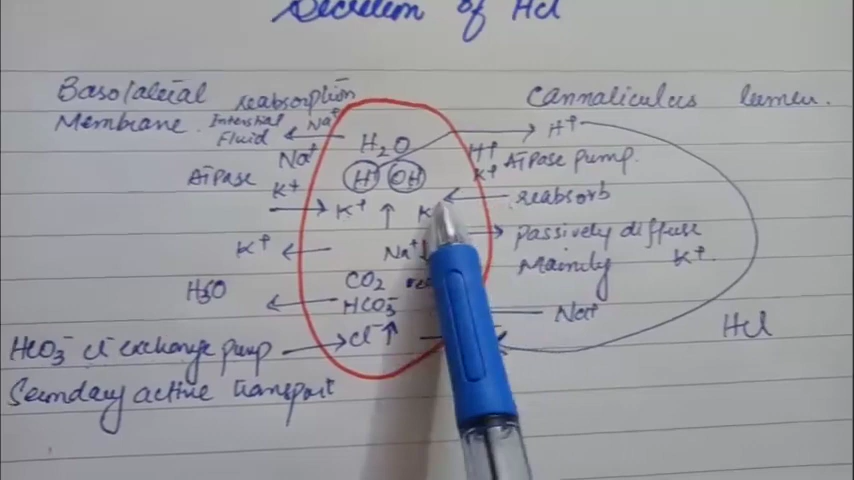 Secretion of HCl
Basolateral reabsorption
Membrane. Interstial Na+
Fluid
Cannaliculus lumen.
H2O
H+
Na+
H+ OH
H+
K+ ATPase pump.
ATPase
K+
reabsorb
K+
K
passively diffuse
K+
Na+
Mainly K+.
CO2
H2O
HCO3-
Na+
HCl
HCO3- Cl- exchange pump
Cl-
Secondary active transport